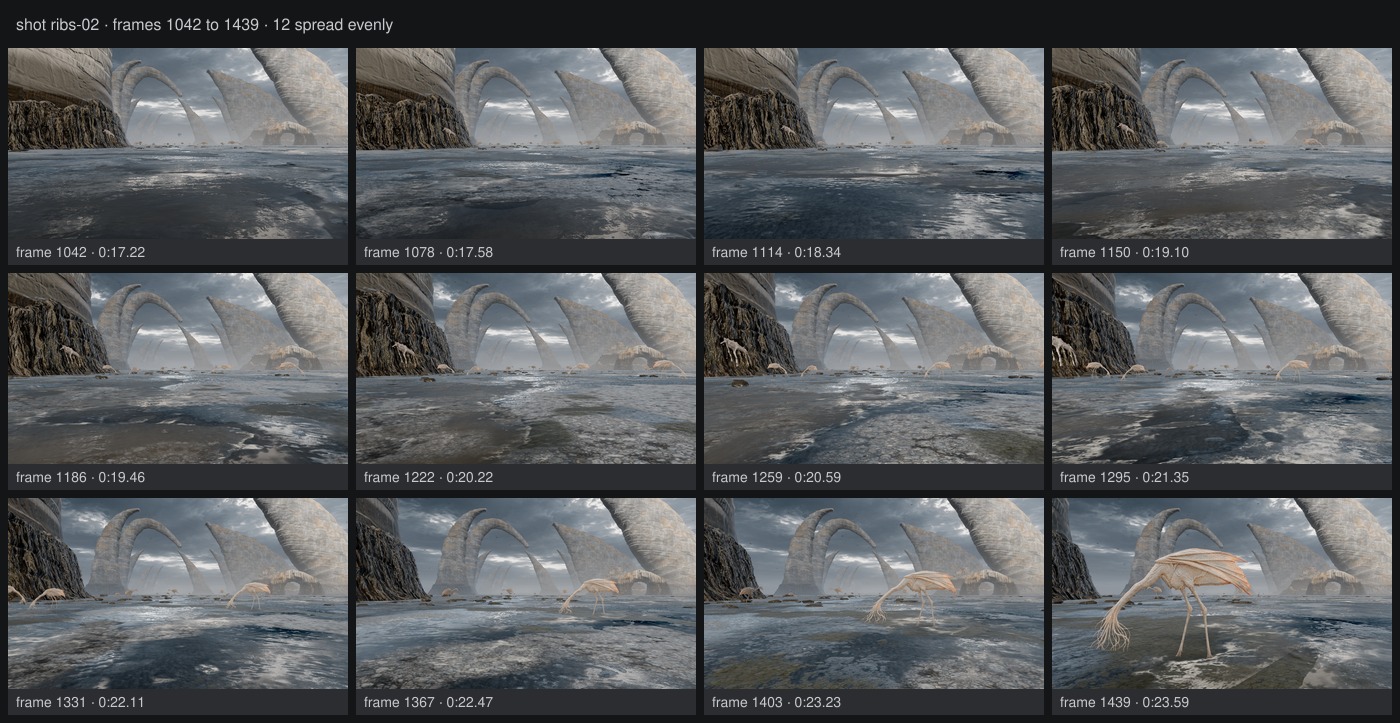 shot ribs-02 · frames 1042 to 1439 · 12 spread evenly
frame 1042 · 0:17.22
frame 1078 · 0:17.58
frame 1114 · 0:18.34
frame 1150 · 0:19.10
frame 1186 · 0:19.46
frame 1222 · 0:20.22
frame 1259 · 0:20.59
frame 1295 · 0:21.35
frame 1331 · 0:22.11
frame 1367 · 0:22.47
frame 1403 · 0:23.23
frame 1439 · 0:23.59